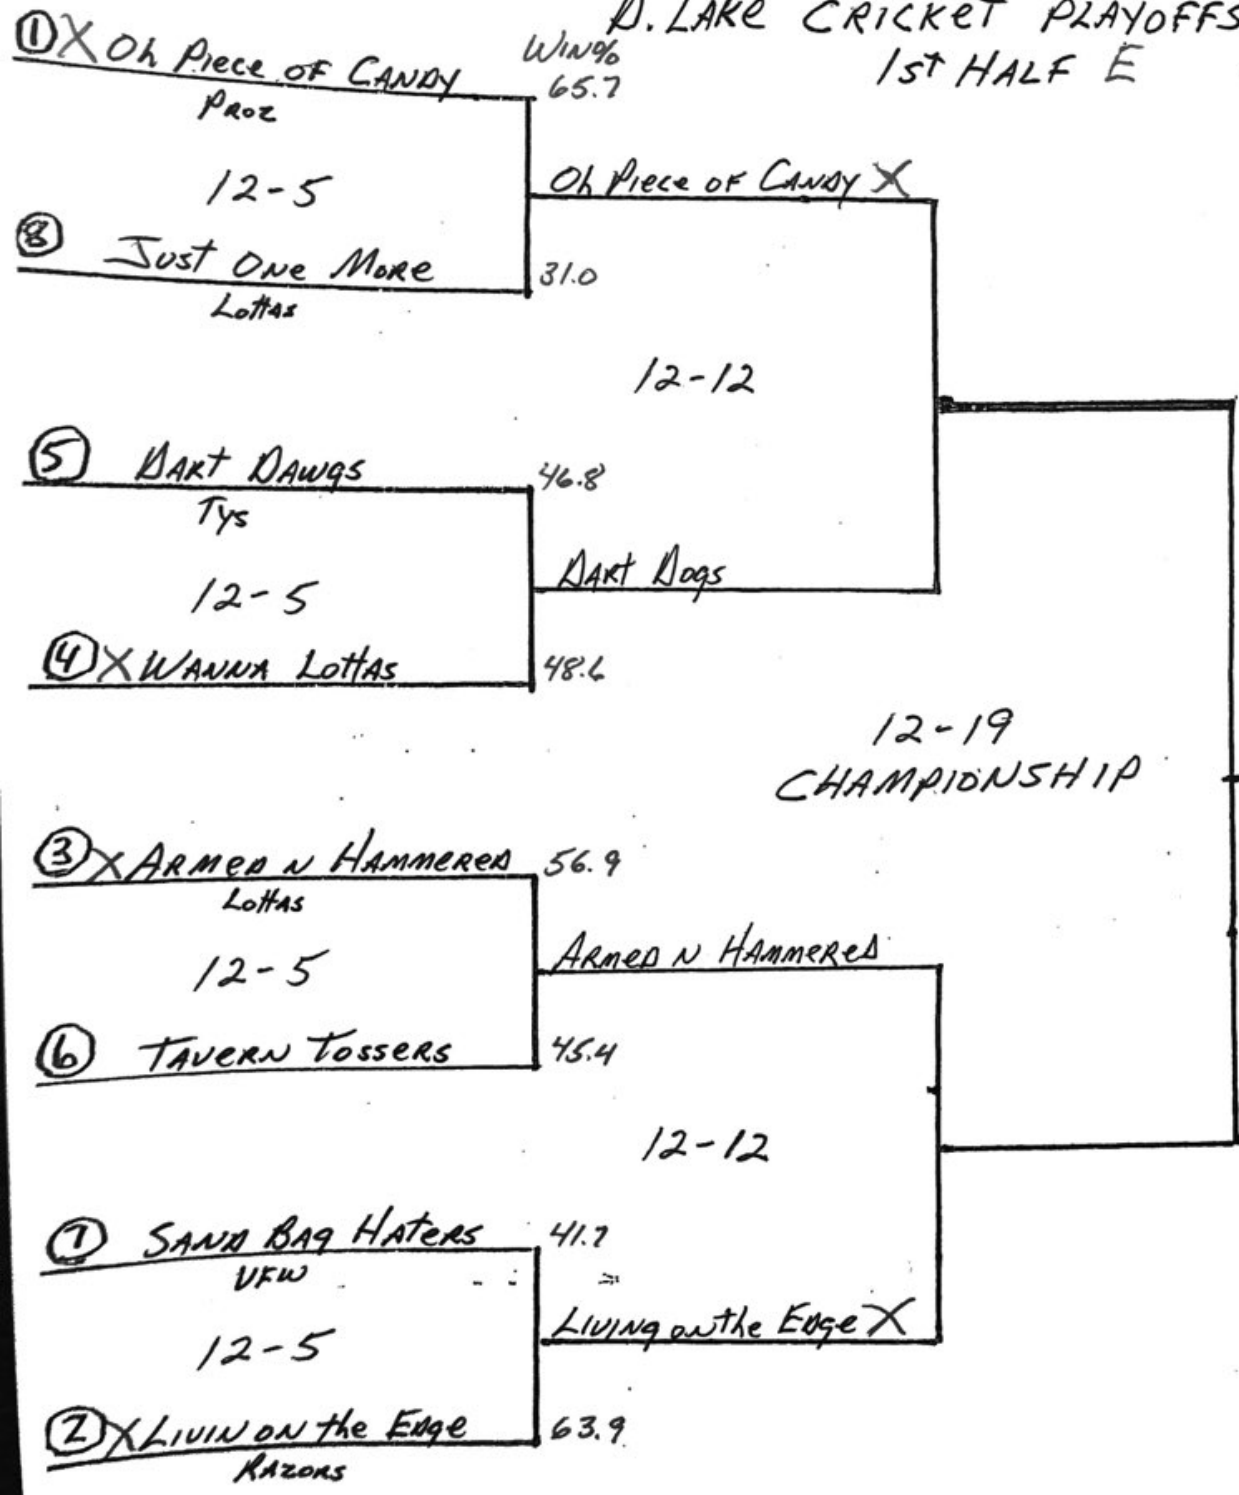 D. LAKE CRICKET PLAYOFFS
1st HALF E
WIN%
① X Oh Piece of CANDY 65.7
PROZ
12-5
Oh Piece of CANDY X
⑧ Just ONE MORE 31.0
LottAs
12-12
⑤ DART DAWGS 46.8
Tys
12-5
DART DOGS
④ X WANNA LOttAS 48.6
12-19
CHAMPIONSHIP
③ X ARMED N HAMMERED 56.9
LottAs
12-5
ARMED N HAMMERED
⑥ TAVERN TOSSERS 45.4
12-12
⑦ SAND BAG HATERS 41.7
VFW
12-5
LIVING on the EDGE X
② X LIVIN ON the EDGE 63.9
RAZORS